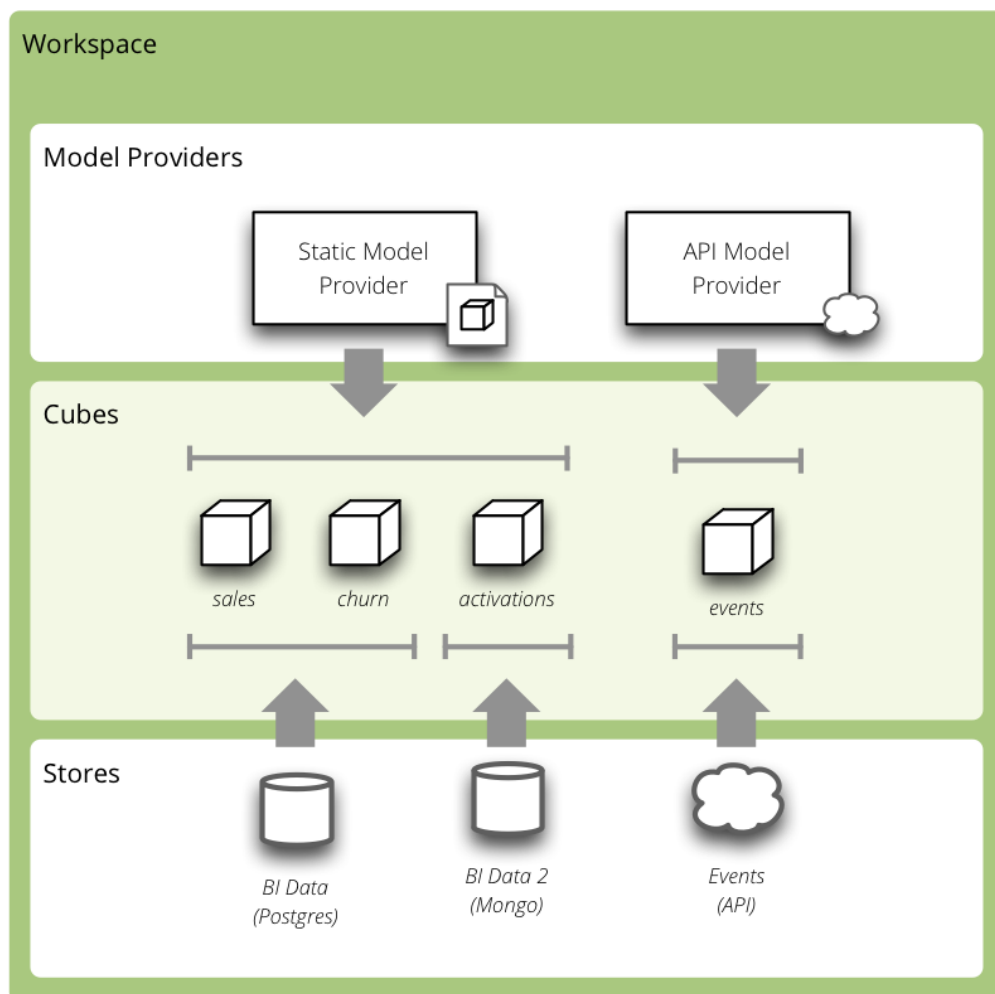 Workspace
Model Providers
Static Model
Provider
API Model
Provider
Cubes
sales
churn
activations
events
Stores
BI Data
(Postgres)
BI Data 2
(Mongo)
Events
(API)